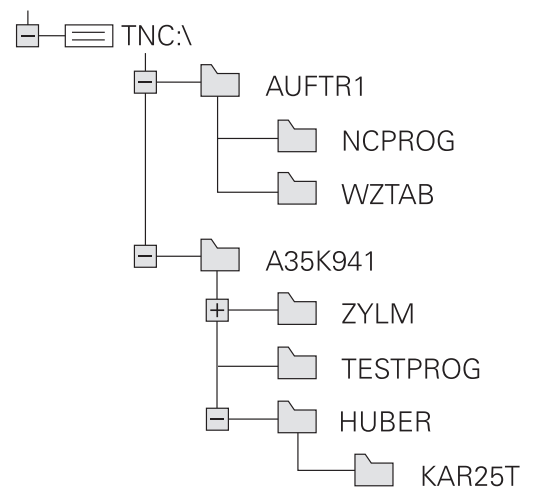 TNC:\
AUFTR1
NCPROG
WZTAB
A35K941
ZYLM
TESTPROG
HUBER
KAR25T